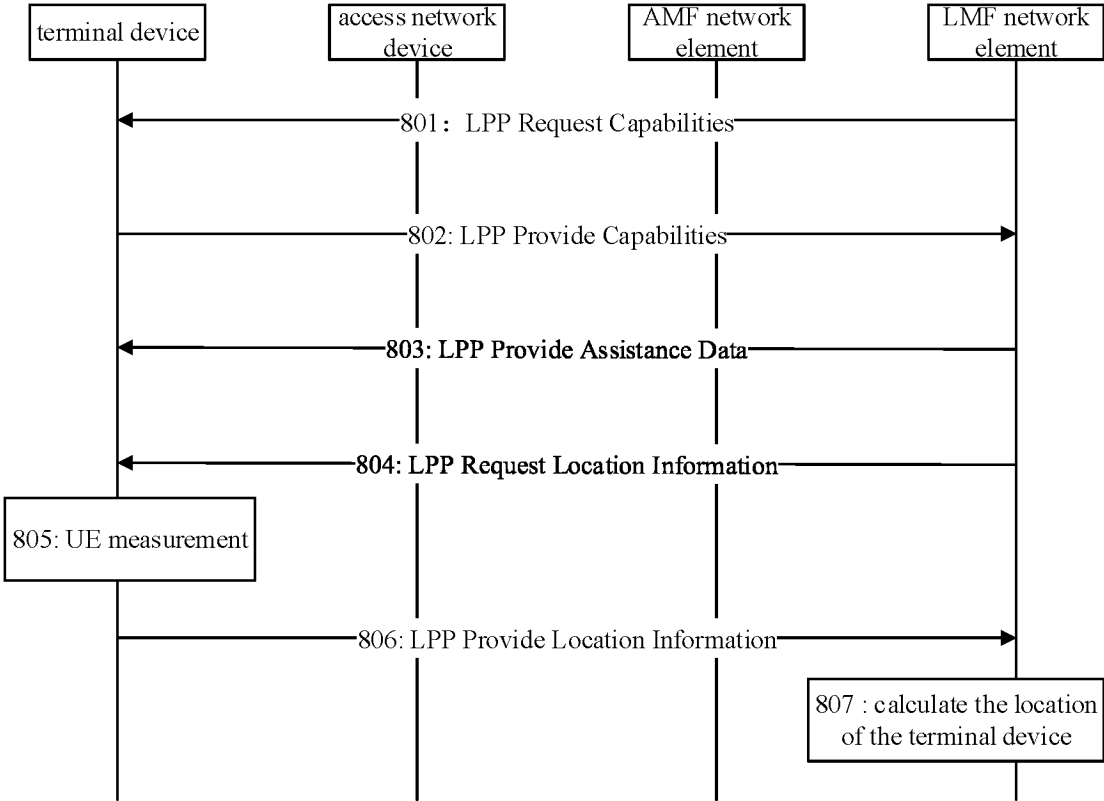 terminal device
access network
device
AMF network
element
LMF network
element
801： LPP Request Capabilities
802: LPP Provide Capabilities
803: LPP Provide Assistance Data
804: LPP Request Location Information
805: UE measurement
806: LPP Provide Location Information
807 : calculate the location
of the terminal device